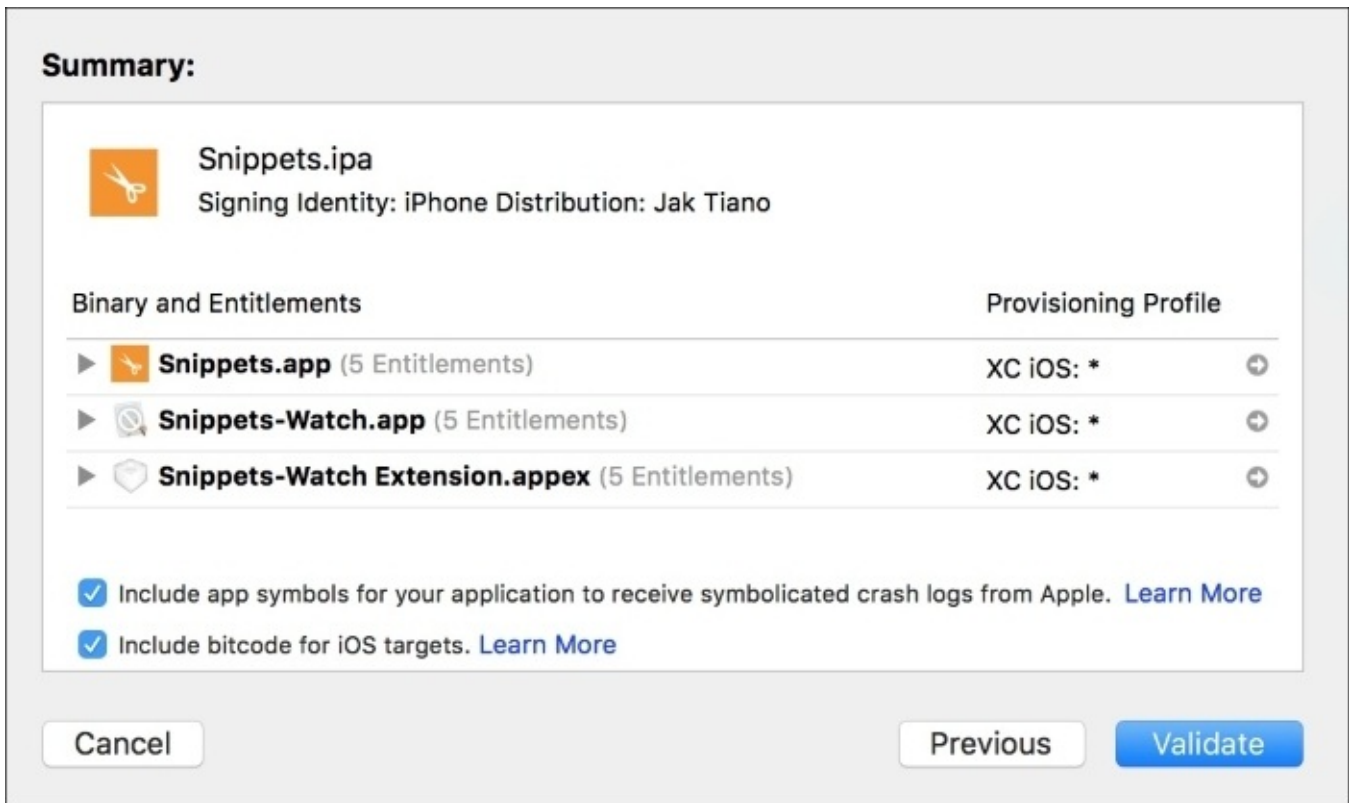 Summary:
Snippets.ipa
Signing Identity: iPhone Distribution: Jak Tiano
Binary and Entitlements Provisioning Profile
Snippets.app (5 Entitlements) XC iOS: *
Snippets-Watch.app (5 Entitlements) XC iOS: *
Snippets-Watch Extension.appex (5 Entitlements) XC iOS: *
Include app symbols for your application to receive symbolicated crash logs from Apple. Learn More
Include bitcode for iOS targets. Learn More
Cancel Previous Validate